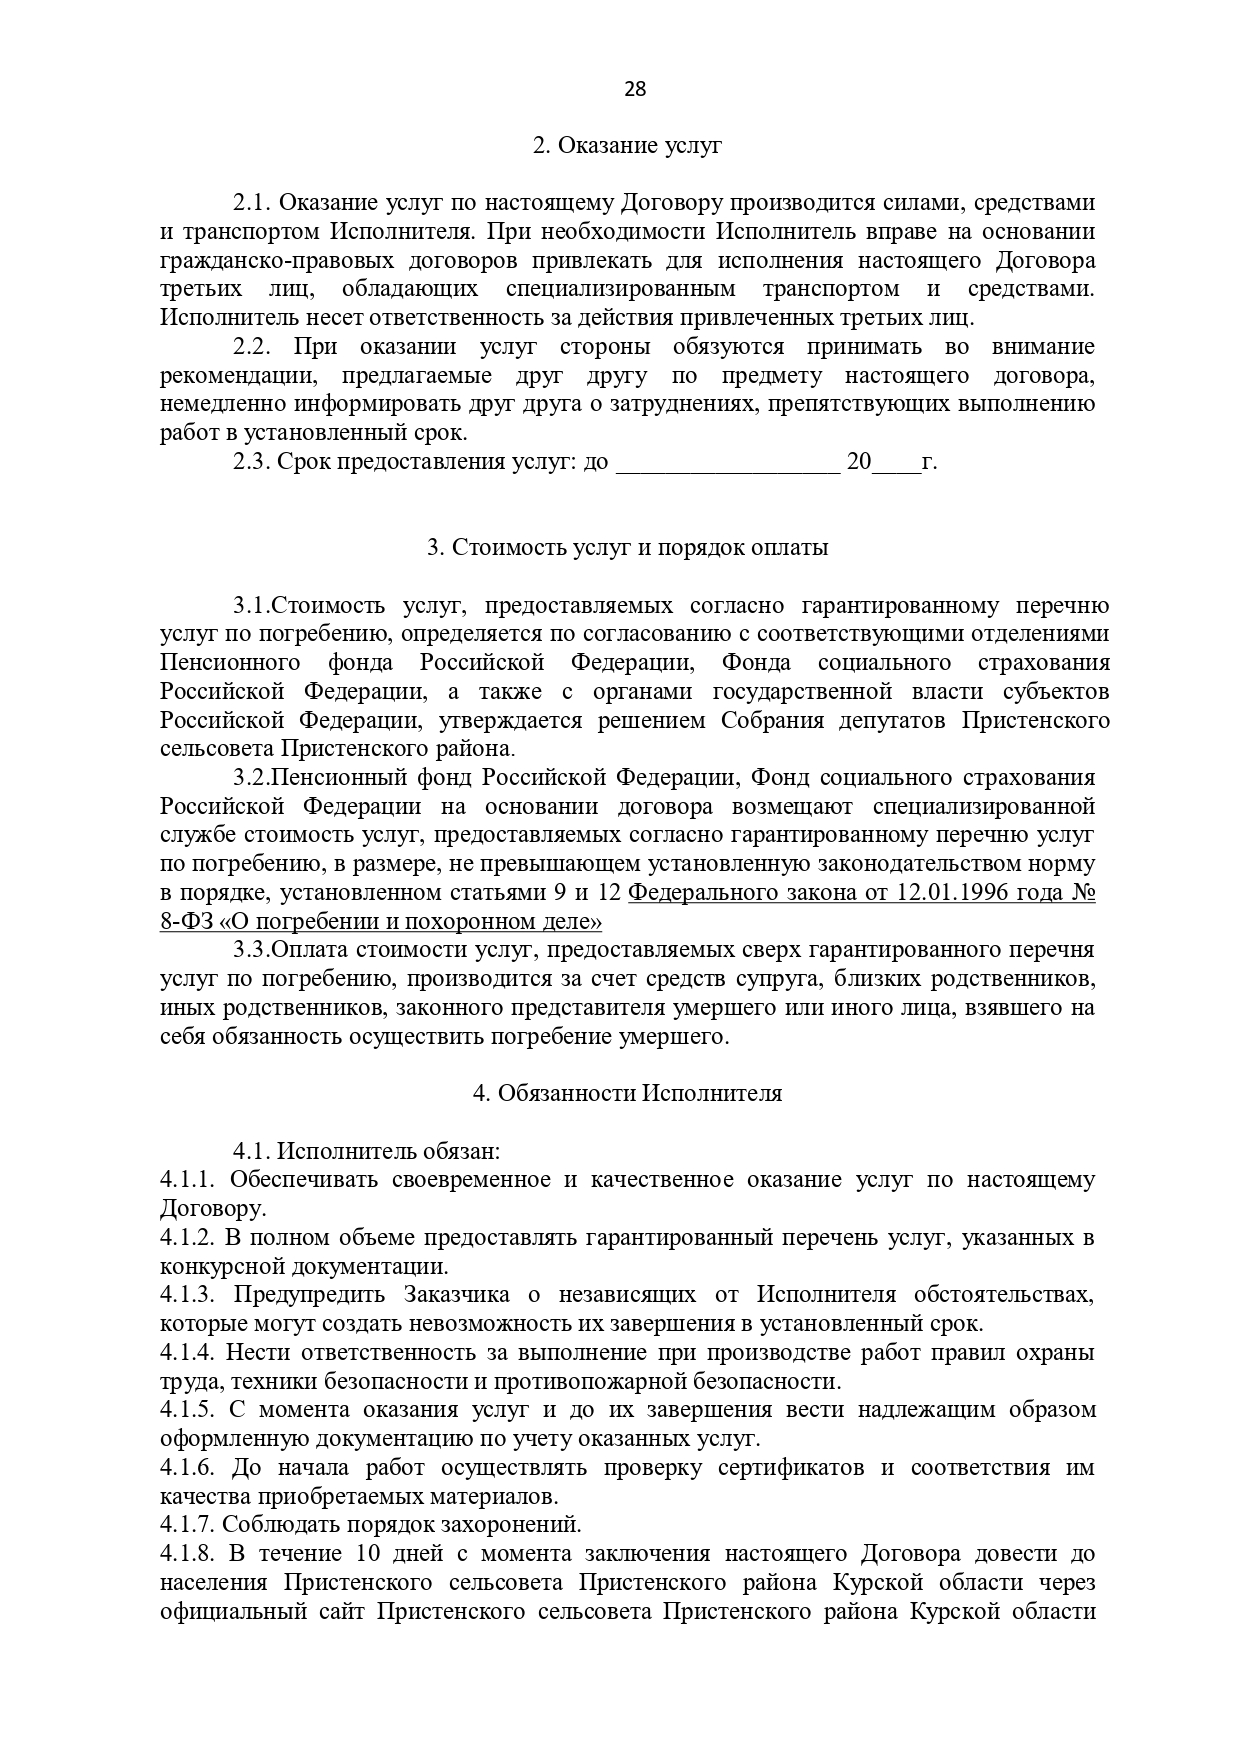 28
2. Оказание услуг
2.1. Оказание услуг по настоящему Договору производится силами, средствами
и транспортом Исполнителя. При необходимости Исполнитель вправе на основании
гражданско-правовых договоров привлекать для исполнения настоящего Договора
третьих лиц, обладающих специализированным транспортом и средствами.
Исполнитель несет ответственность за действия привлеченных третьих лиц.
2.2. При оказании услуг стороны обязуются принимать во внимание
рекомендации, предлагаемые друг другу по предмету настоящего договора,
немедленно информировать друг друга о затруднениях, препятствующих выполнению
работ в установленный срок.
2.3. Срок предоставления услуг: до __________________ 20____г.
3. Стоимость услуг и порядок оплаты
3.1.Стоимость услуг, предоставляемых согласно гарантированному перечню
услуг по погребению, определяется по согласованию с соответствующими отделениями
Пенсионного фонда Российской Федерации, Фонда социального страхования
Российской Федерации, а также с органами государственной власти субъектов
Российской Федерации, утверждается решением Собрания депутатов Пристенского
сельсовета Пристенского района.
3.2.Пенсионный фонд Российской Федерации, Фонд социального страхования
Российской Федерации на основании договора возмещают специализированной
службе стоимость услуг, предоставляемых согласно гарантированному перечню услуг
по погребению, в размере, не превышающем установленную законодательством норму
в порядке, установленном статьями 9 и 12 Федерального закона от 12.01.1996 года №
8-ФЗ «О погребении и похоронном деле»
3.3.Оплата стоимости услуг, предоставляемых сверх гарантированного перечня
услуг по погребению, производится за счет средств супруга, близких родственников,
иных родственников, законного представителя умершего или иного лица, взявшего на
себя обязанность осуществить погребение умершего.
4. Обязанности Исполнителя
4.1. Исполнитель обязан:
4.1.1. Обеспечивать своевременное и качественное оказание услуг по настоящему
Договору.
4.1.2. В полном объеме предоставлять гарантированный перечень услуг, указанных в
конкурсной документации.
4.1.3. Предупредить Заказчика о независящих от Исполнителя обстоятельствах,
которые могут создать невозможность их завершения в установленный срок.
4.1.4. Нести ответственность за выполнение при производстве работ правил охраны
труда, техники безопасности и противопожарной безопасности.
4.1.5. С момента оказания услуг и до их завершения вести надлежащим образом
оформленную документацию по учету оказанных услуг.
4.1.6. До начала работ осуществлять проверку сертификатов и соответствия им
качества приобретаемых материалов.
4.1.7. Соблюдать порядок захоронений.
4.1.8. В течение 10 дней с момента заключения настоящего Договора довести до
населения Пристенского сельсовета Пристенского района Курской области через
официальный сайт Пристенского сельсовета Пристенского района Курской области